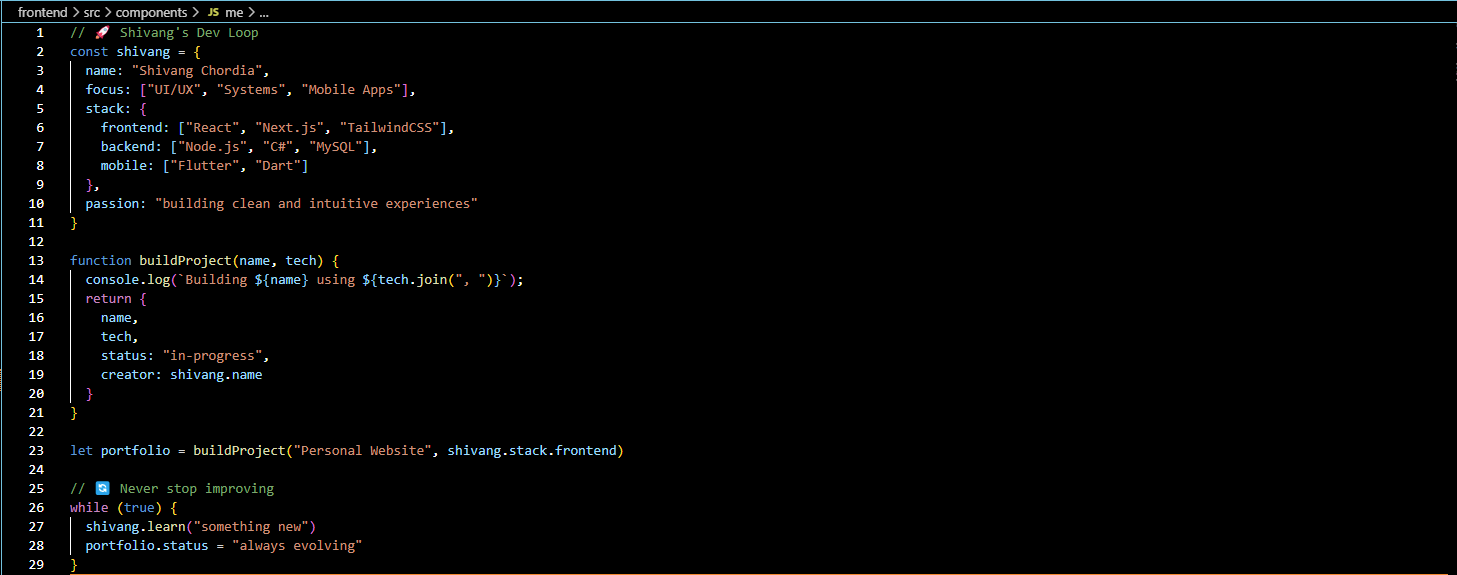 frontend > src > components > JS me > ...
1 // 🚀 Shivang's Dev Loop
2 const shivang = {
3   name: "Shivang Chordia",
4   focus: ["UI/UX", "Systems", "Mobile Apps"],
5   stack: {
6     frontend: ["React", "Next.js", "TailwindCSS"],
7     backend: ["Node.js", "C#", "MySQL"],
8     mobile: ["Flutter", "Dart"]
9   },
10   passion: "building clean and intuitive experiences"
11 }
12
13 function buildProject(name, tech) {
14   console.log(`Building ${name} using ${tech.join(", ")}`);
15   return {
16     name,
17     tech,
18     status: "in-progress",
19     creator: shivang.name
20   }
21 }
22
23 let portfolio = buildProject("Personal Website", shivang.stack.frontend)
24
25 // 🔄 Never stop improving
26 while (true) {
27   shivang.learn("something new")
28   portfolio.status = "always evolving"
29 }